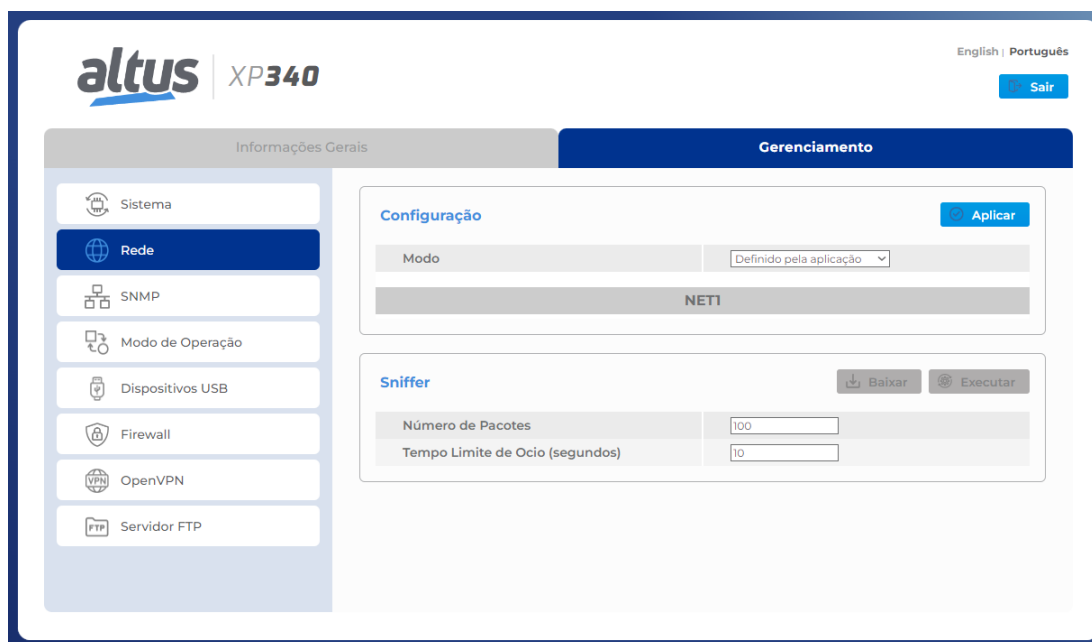 English | Português
altus XP340
Sair
Informações Gerais
Gerenciamento
Sistema
Rede
SNMP
Modo de Operação
Dispositivos USB
Firewall
VPN OpenVPN
FTP Servidor FTP
Configuração
Aplicar
Modo
Definido pela aplicação
NET1
Sniffer
Baixar
Executar
Número de Pacotes
100
Tempo Limite de Ocio (segundos)
10